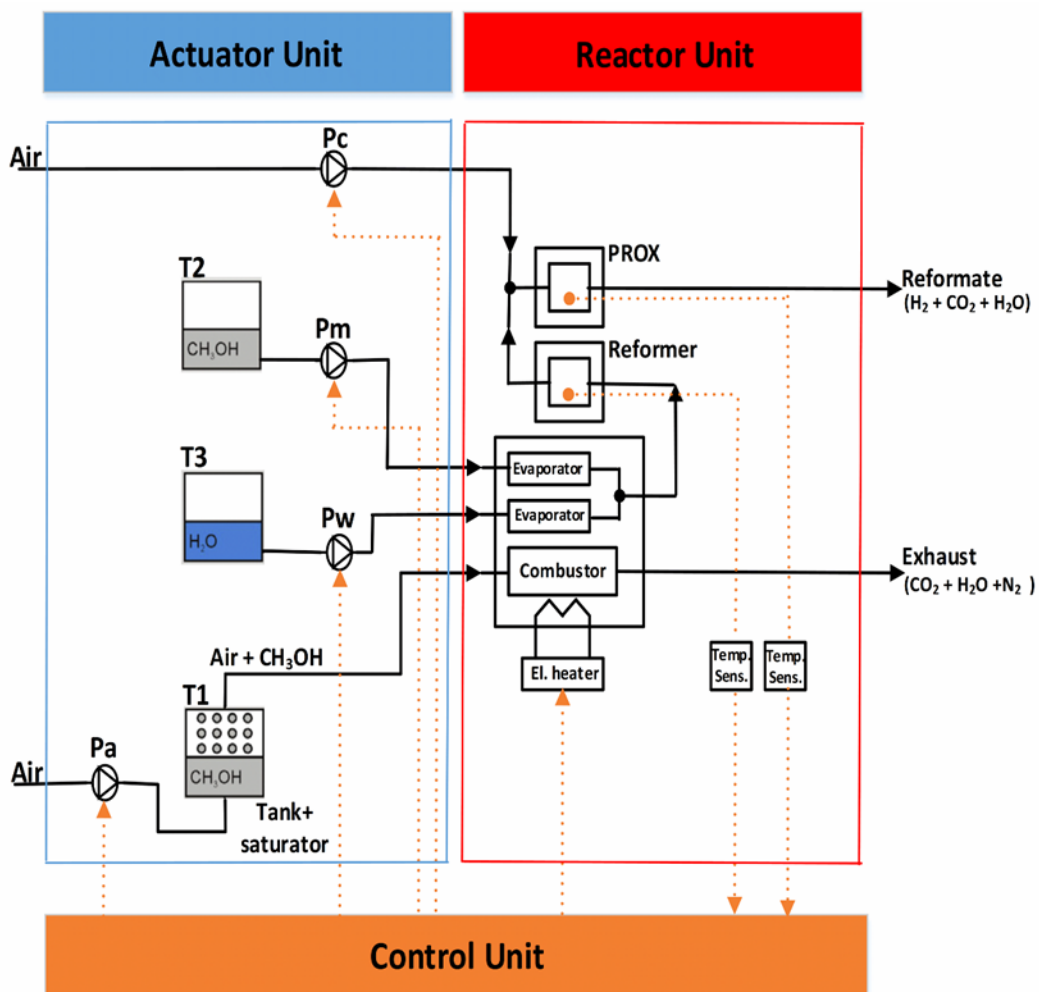 Actuator Unit
Reactor Unit
Air
Pc
T2
CH₃OH
Pm
PROX
Reformate
(H₂ + CO₂ + H₂O)
Reformer
T3
H₂O
Pw
Evaporator
Evaporator
Combustor
Exhaust
(CO₂ + H₂O +N₂ )
El. heater
Temp.
Sens.
Temp.
Sens.
Air + CH₃OH
T1
CH₃OH
Pa
Air
Tank+
saturator
Control Unit